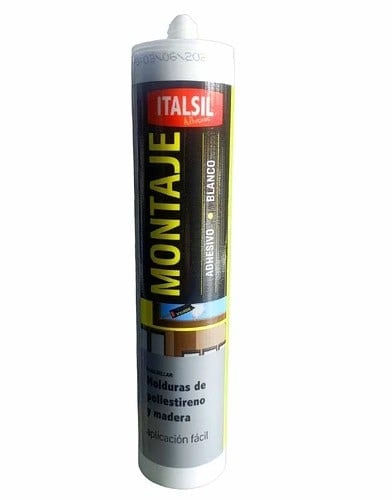 ITALSIL
MONTAJE
ADHESIVO • BLANCO
Molduras de
poliestireno
y madera
aplicación fácil